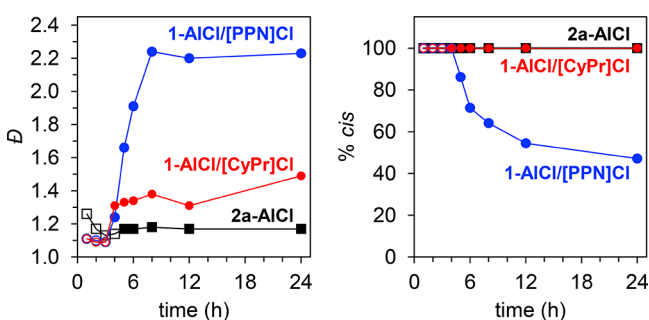 2.4
2.2
2.0
1.8
1.6
1.4
1.2
1.0
Đ
1-AlCl/[PPN]Cl
1-AlCl/[CyPr]Cl
2a-AlCl
0 6 12 18 24
time (h)
100
80
60
40
20
0
% cis
2a-AlCl
1-AlCl/[CyPr]Cl
1-AlCl/[PPN]Cl
0 6 12 18 24
time (h)